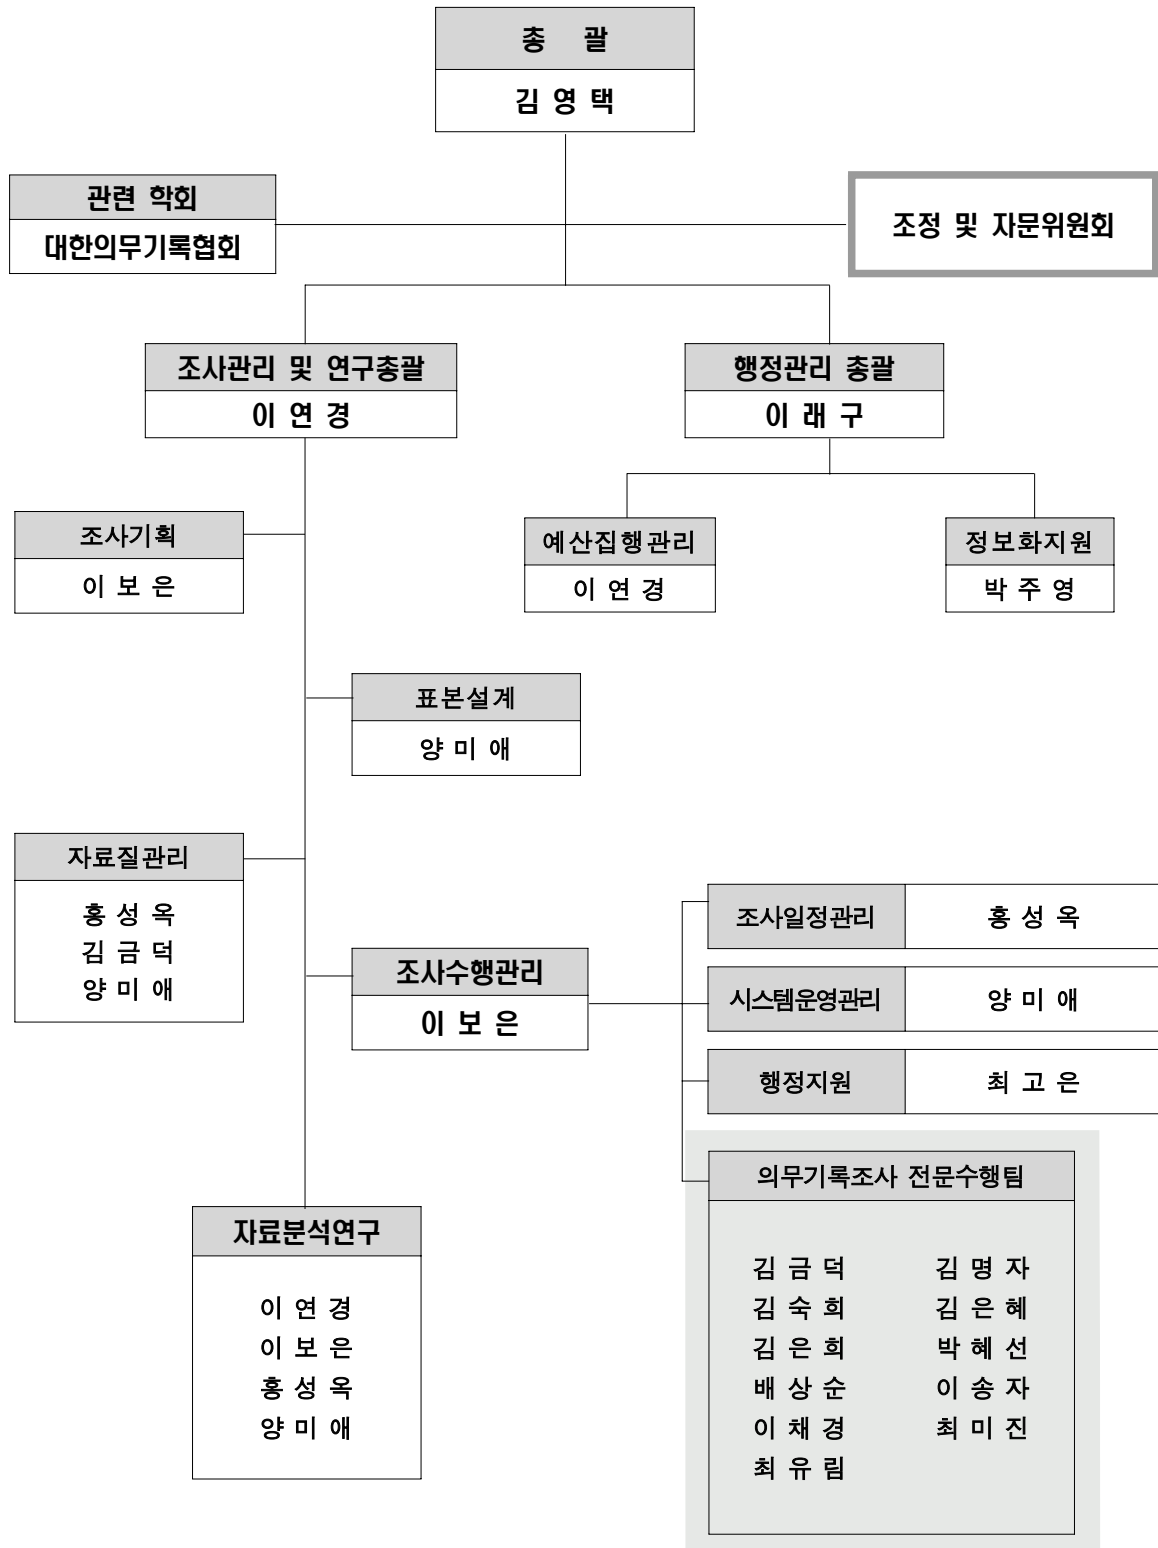 총 괄
김 영 택
관련 학회
대한의무기록협회
조정 및 자문위원회
조사관리 및 연구총괄
이 연 경
행정관리 총괄
이 래 구
조사기획
이 보 은
예산집행관리
이 연 경
정보화지원
박 주 영
표본설계
양 미 애
자료질관리
홍 성 옥
김 금 덕
양 미 애
조사수행관리
이 보 은
조사일정관리 홍 성 옥
시스템운영관리 양 미 애
행정지원 최 고 은
의무기록조사 전문수행팀
김 금 덕 김 명 자
김 숙 희 김 은 혜
김 은 희 박 혜 선
배 상 순 이 송 자
이 채 경 최 미 진
최 유 림
자료분석연구
이 연 경
이 보 은
홍 성 옥
양 미 애